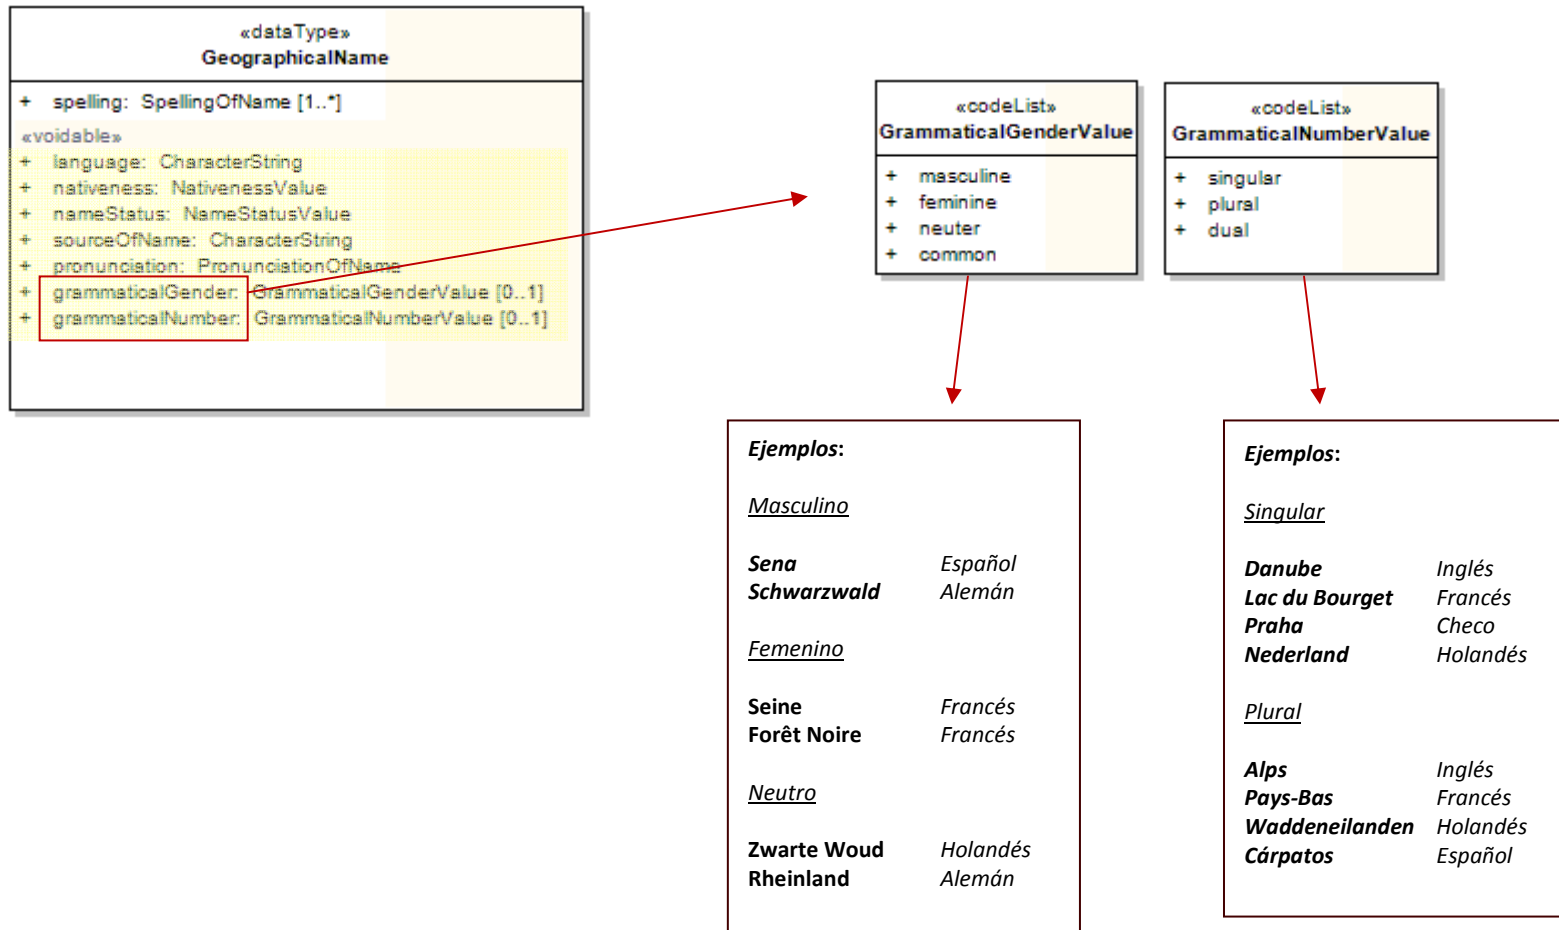 «dataType»
GeographicalName
+ spelling: SpellingOfName [1..*]
«voidable»
+ language: CharacterString
+ nativeness: NativenessValue
+ nameStatus: NameStatusValue
+ sourceOfName: CharacterString
+ pronunciation: PronunciationOfName
+ grammaticalGender: GrammaticalGenderValue [0..1]
+ grammaticalNumber: GrammaticalNumberValue [0..1]
«codeList»
GrammaticalGenderValue
+ masculine
+ feminine
+ neuter
+ common
«codeList»
GrammaticalNumberValue
+ singular
+ plural
+ dual
Ejemplos:
Masculino
Sena Español
Schwarzwald Alemán
Femenino
Seine Francés
Forêt Noire Francés
Neutro
Zwarte Woud Holandés
Rheinland Alemán
Ejemplos:
Singular
Danube Inglés
Lac du Bourget Francés
Praha Checo
Nederland Holandés
Plural
Alps Inglés
Pays-Bas Francés
Waddeneilanden Holandés
Cárpatos Español